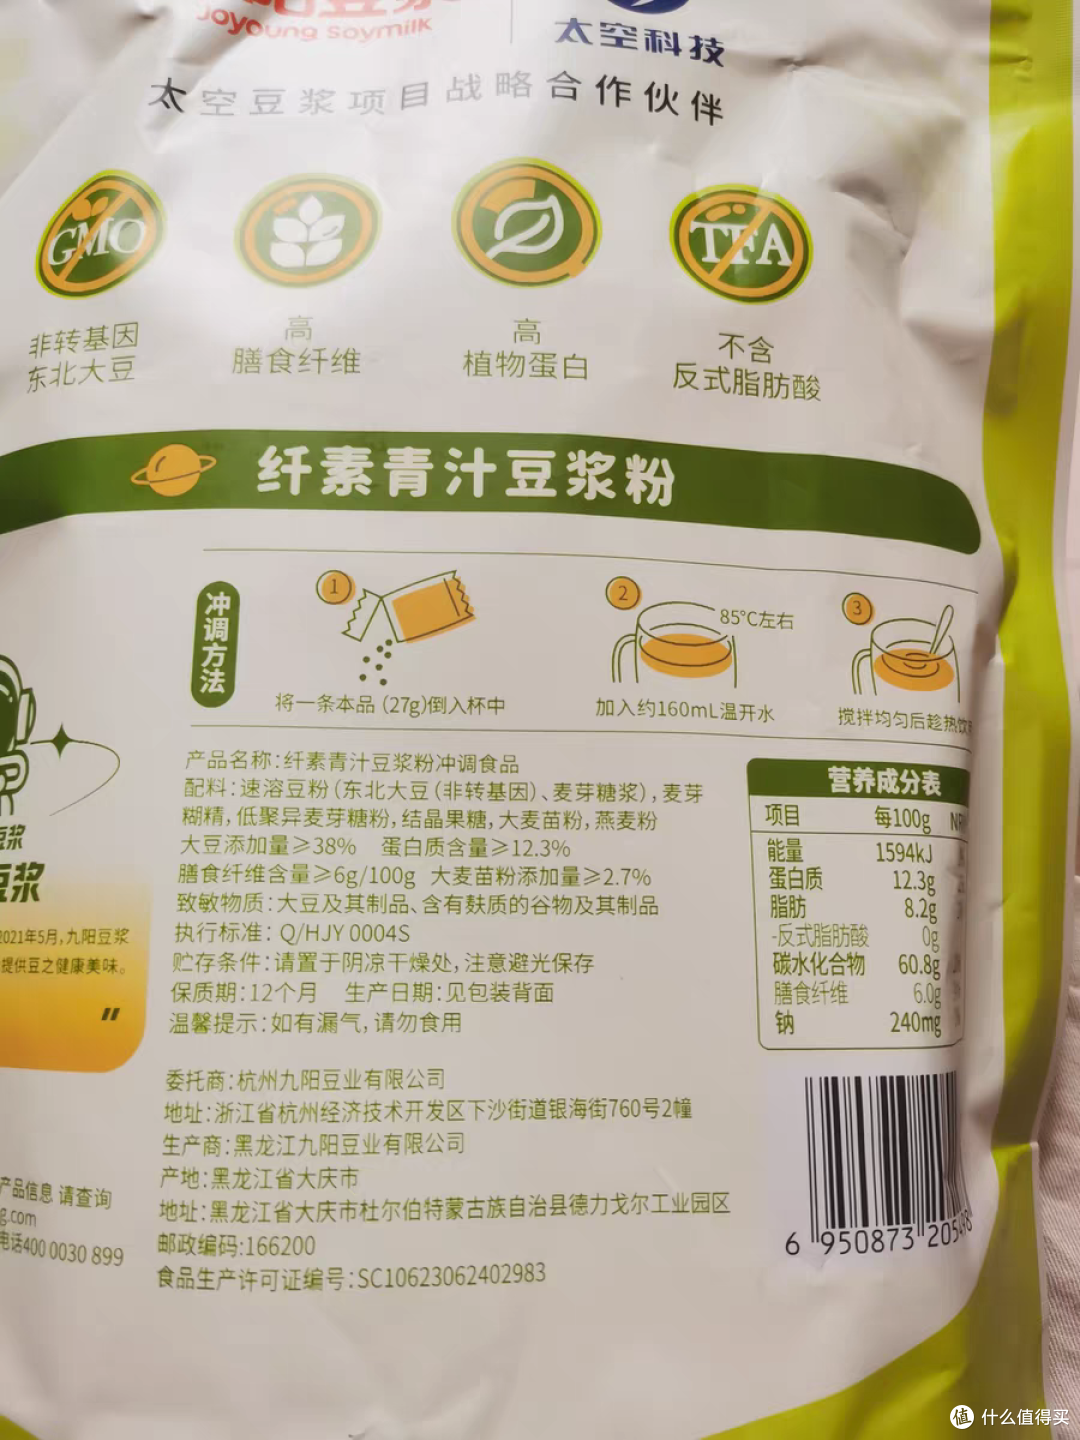 Joyoung soymilk
太空科技
太空豆浆项目战略合作伙伴
GMO
TFA
非转基因
东北大豆
高
膳食纤维
高
植物蛋白
不含
反式脂肪酸
纤素青汁豆浆粉
冲调方法
1
将一条本品（27g)倒入杯中
2
85°C左右
加入约160mL温开水
3
搅拌均匀后趁热饮
产品名称:纤素青汁豆浆粉冲调食品
配料:速溶豆粉(东北大豆(非转基因)、麦芽糖浆),麦芽
糊精,低聚异麦芽糖粉,结晶果糖,大麦苗粉,燕麦粉
大豆添加量≥38% 蛋白质含量≥12.3%
膳食纤维含量≥6g/100g 大麦苗粉添加量≥2.7%
致敏物质:大豆及其制品、含有麸质的谷物及其制品
执行标准: Q/HJY 0004S
贮存条件:请置于阴凉干燥处,注意避光保存
保质期:12个月 生产日期:见包装背面
温馨提示:如有漏气,请勿食用
营养成分表
项目 每100g
能量 1594kJ
蛋白质 12.3g
脂肪 8.2g
-反式脂肪酸 0g
碳水化合物 60.8g
膳食纤维 6.0g
钠 240mg
豆浆
2021年5月,九阳豆浆
提供豆之健康美味。
"
委托商:杭州九阳豆业有限公司
地址:浙江省杭州经济技术开发区下沙街道银海街760号2幢
生产商:黑龙江九阳豆业有限公司
产地:黑龙江省大庆市
地址:黑龙江省大庆市杜尔伯特蒙古族自治县德力戈尔工业园区
邮政编码:166200
食品生产许可证编号:SC10623062402983
产品信息 请查询
g.com
电话400 0030 899
6 950873 205498
值 什么值得买